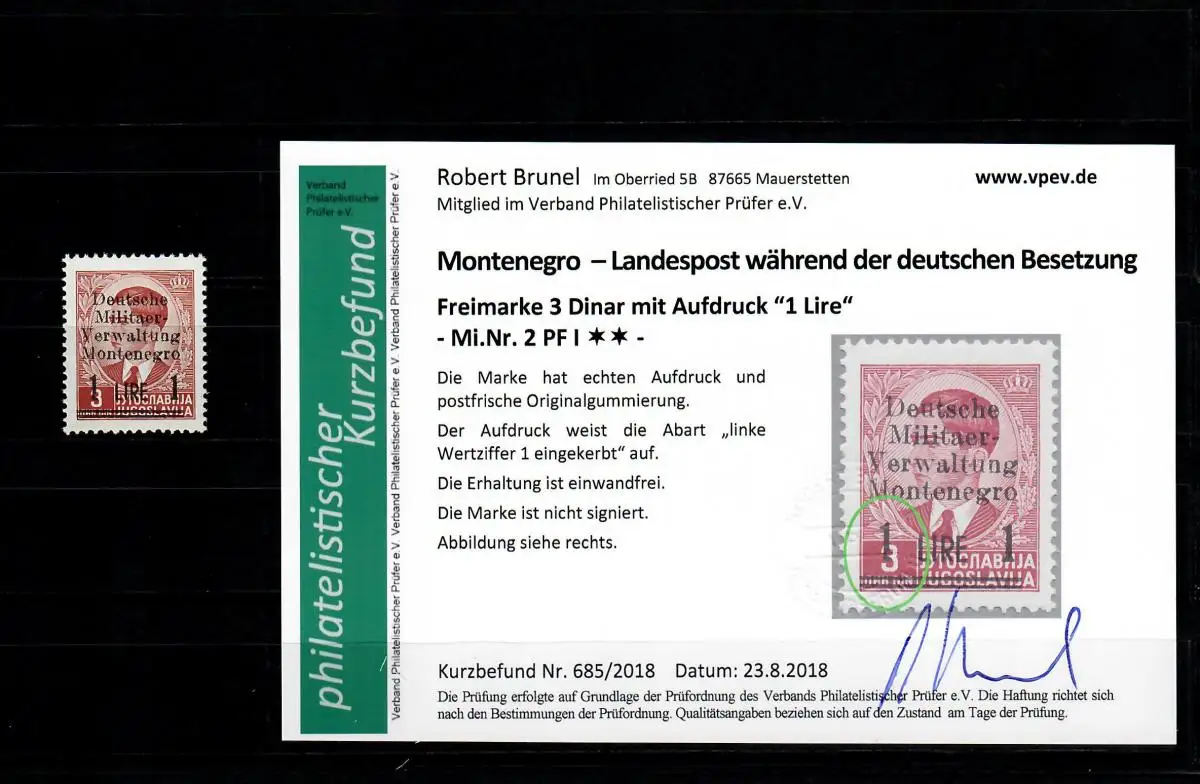 Deutsche
Militaer-
Verwaltung
Montenegro
1 LIRE 1
3 ЈУГОСЛАВИЈА
JUGOSLAVIJA
Verband
Philatelistischer
Prüfer e.V.
philatelistischer
Kurzbefund
Verband Philatelistischer Prüfer e.V. Verband Philatelistischer Prüfer e.V. Verband Philatelistischer Prüfer e.V. Verband Philatelistischer Prüfer e.V.
Robert Brunel Im Oberried 5B 87665 Mauerstetten
www.vpev.de
Mitglied im Verband Philatelistischer Prüfer e.V.
Montenegro – Landespost während der deutschen Besetzung
Freimarke 3 Dinar mit Aufdruck “1 Lire“
- Mi.Nr. 2 PF I ✶✶ -
Die Marke hat echten Aufdruck und
postfrische Originalgummierung.
Der Aufdruck weist die Abart „linke
Wertziffer 1 eingekerbt“ auf.
Die Erhaltung ist einwandfrei.
Die Marke ist nicht signiert.
Abbildung siehe rechts.
Deutsche
Militaer-
Verwaltung
Montenegro
1 LIRE 1
3 ЈУГОСЛАВИЈА
JUGOSLAVIJA
Kurzbefund Nr. 685/2018 Datum: 23.8.2018
Die Prüfung erfolgte auf Grundlage der Prüfordnung des Verbands Philatelistischer Prüfer e.V. Die Haftung richtet sich
nach den Bestimmungen der Prüfordnung. Qualitätsangaben beziehen sich auf den Zustand am Tage der Prüfung.